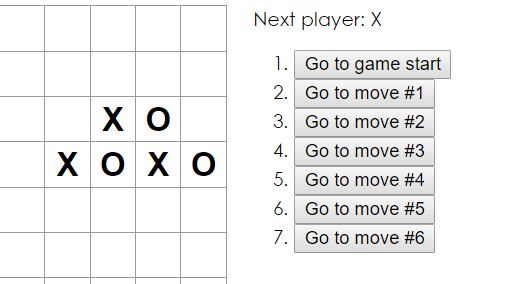 X O
X O X O
Next player: X
1. Go to game start
2. Go to move #1
3. Go to move #2
4. Go to move #3
5. Go to move #4
6. Go to move #5
7. Go to move #6